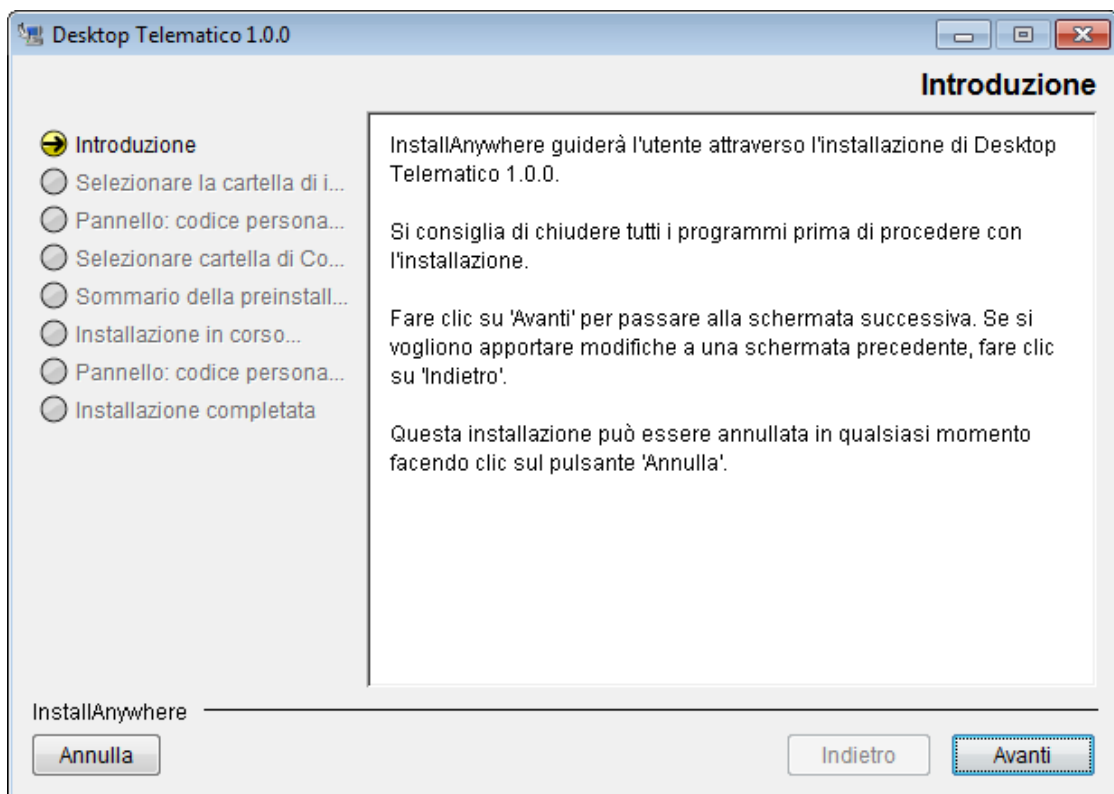 Desktop Telematico 1.0.0
Introduzione
Introduzione
Selezionare la cartella di i...
Pannello: codice persona...
Selezionare cartella di Co...
Sommario della preinstall...
Installazione in corso...
Pannello: codice persona...
Installazione completata
InstallAnywhere guiderà l'utente attraverso l'installazione di Desktop
Telematico 1.0.0.
Si consiglia di chiudere tutti i programmi prima di procedere con
l'installazione.
Fare clic su 'Avanti' per passare alla schermata successiva. Se si
vogliono apportare modifiche a una schermata precedente, fare clic
su 'Indietro'.
Questa installazione può essere annullata in qualsiasi momento
facendo clic sul pulsante 'Annulla'.
InstallAnywhere
Annulla
Indietro
Avanti